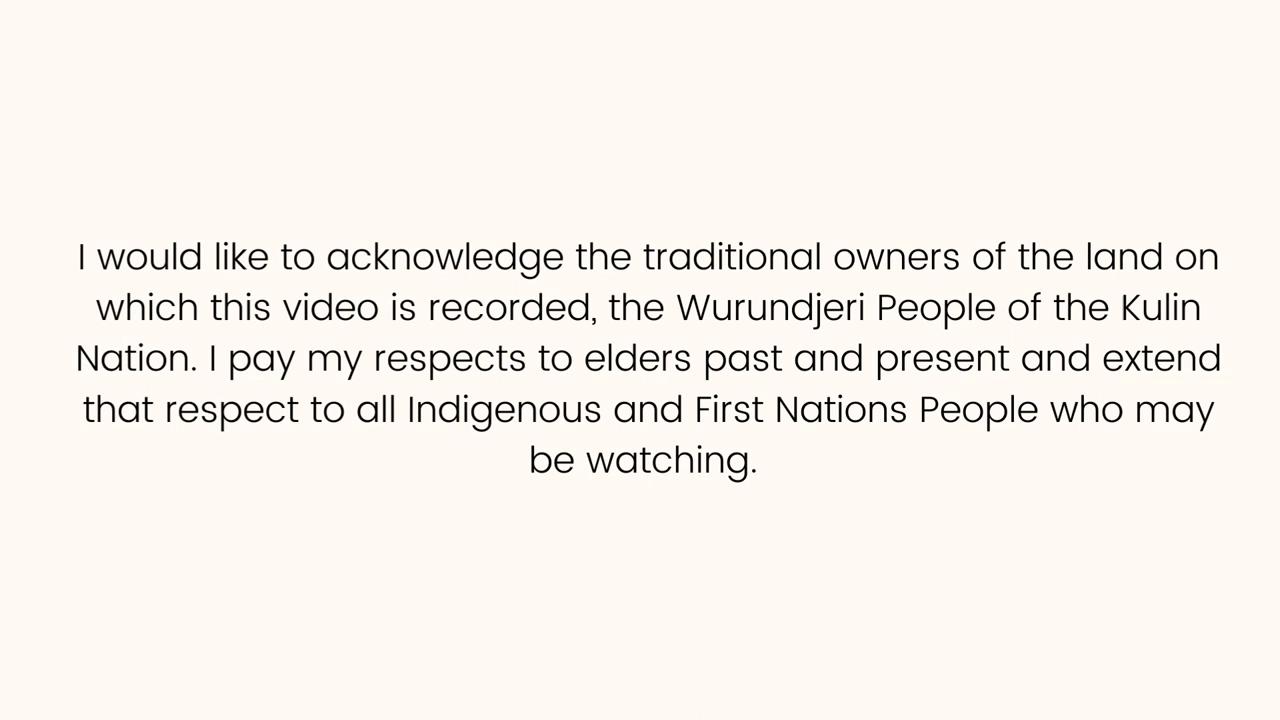 I would like to acknowledge the traditional owners of the land on
which this video is recorded, the Wurundjeri People of the Kulin
Nation. I pay my respects to elders past and present and extend
that respect to all Indigenous and First Nations People who may
be watching.